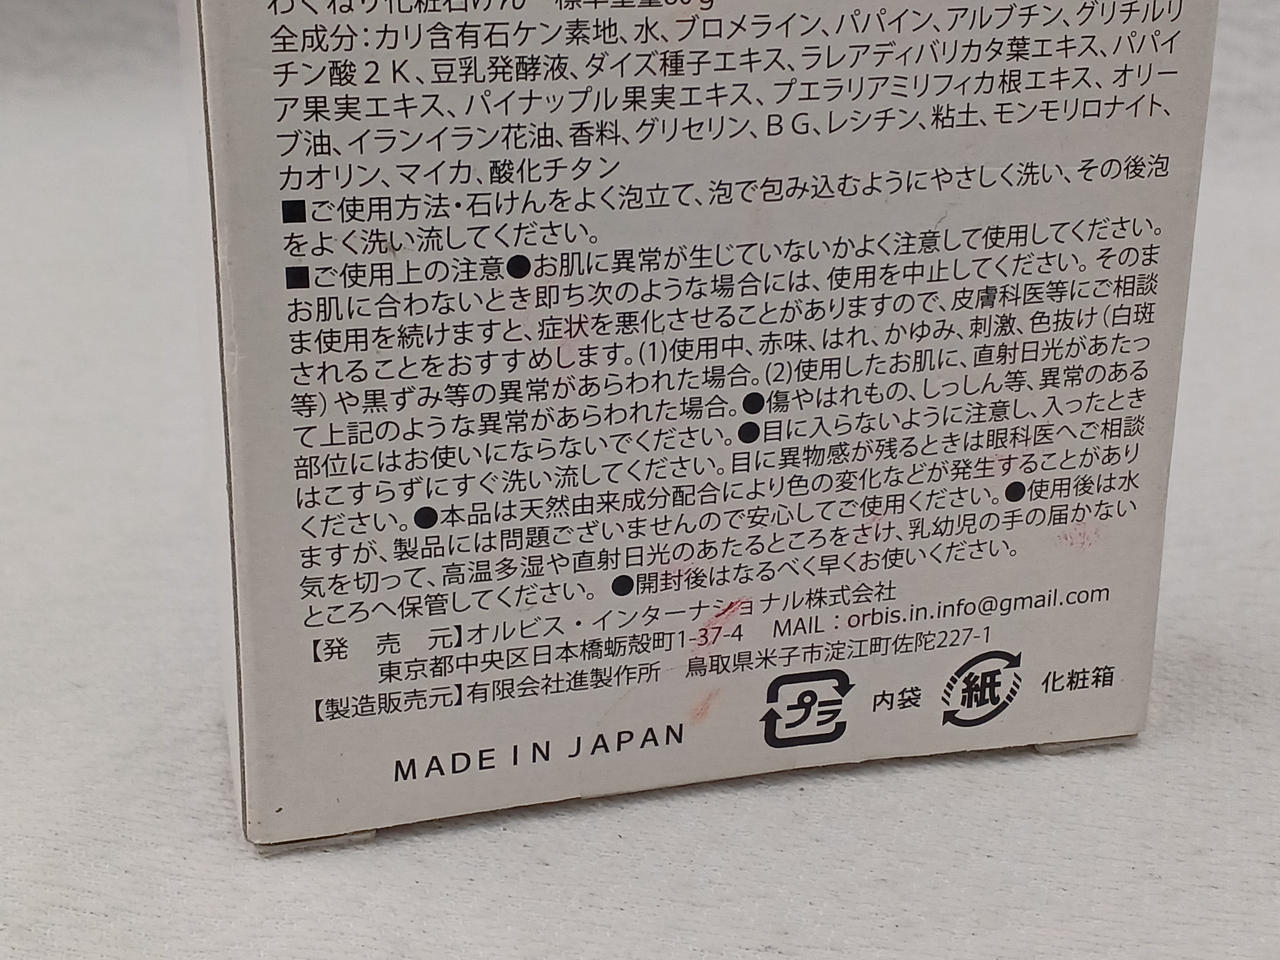 わくねり化粧石けん 標準重量80g
全成分:カリ含有石ケン素地、水、ブロメライン、パパイン、アルブチン、グリチルリ
チン酸2K、豆乳発酵液、ダイズ種子エキス、ラレアディバリカタ葉エキス、パパイ
ア果実エキス、パイナップル果実エキス、プエラリアミリフィカ根エキス、オリー
ブ油、イランイラン花油、香料、グリセリン、BG、レシチン、粘土、モンモリロナイト、
カオリン、マイカ、酸化チタン
■ご使用方法・石けんをよく泡立て、泡で包み込むようにやさしく洗い、その後泡
をよく洗い流してください。
■ご使用上の注意●お肌に異常が生じていないかよく注意して使用してください。
お肌に合わないとき即ち次のような場合には、使用を中止してください。そのま
ま使用を続けますと、症状を悪化させることがありますので、皮膚科医等にご相談
されることをおすすめします。(1)使用中、赤味、はれ、かゆみ、刺激、色抜け(白斑
等)や黒ずみ等の異常があらわれた場合。(2)使用したお肌に、直射日光があたっ
て上記のような異常があらわれた場合。●傷やはれもの、しっしん等、異常のある
部位にはお使いにならないでください。●目に入らないように注意し、入ったとき
はこすらずにすぐ洗い流してください。目に異物感が残るときは眼科医へご相談
ください。●本品は天然由来成分配合により色の変化などが発生することがあり
ますが、製品には問題ございませんので安心してご使用ください。●使用後は水
気を切って、高温多湿や直射日光のあたるところをさけ、乳幼児の手の届かない
ところへ保管してください。 ●開封後はなるべく早くお使いください。
【発 売 元】オルビス・インターナショナル株式会社
東京都中央区日本橋蛎殻町1-37-4 MAIL:orbis.in.info@gmail.com
【製造販売元】有限会社進製作所 鳥取県米子市淀江町佐陀227-1
プラ 内袋 紙 化粧箱
MADE IN JAPAN